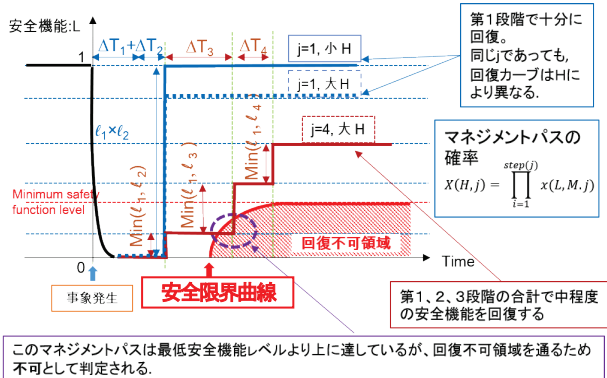 安全機能:L
ΔT1+ΔT2
ΔT3
ΔT4
1
j=1, 小 H
j=1, 大H
j=4, 大 H
ℓ1×ℓ2
Min(ℓ1, ℓ2)
Min(ℓ1, ℓ3)
Min(ℓ1, ℓ4)
Minimum safety
function level
回復不可領域
0
Time
事象発生
安全限界曲線
第1段階で十分に
回復。
同じjであっても,
回復カーブはHに
より異なる.
マネジメントパスの
確率
X(H, j) = ∏_{i=1}^{step(j)} x(L, M. j)
第1、2、3段階の合計で中程度
の安全機能を回復する
このマネジメントパスは最低安全機能レベルより上に達しているが、回復不可領域を通るため
不可として判定される.